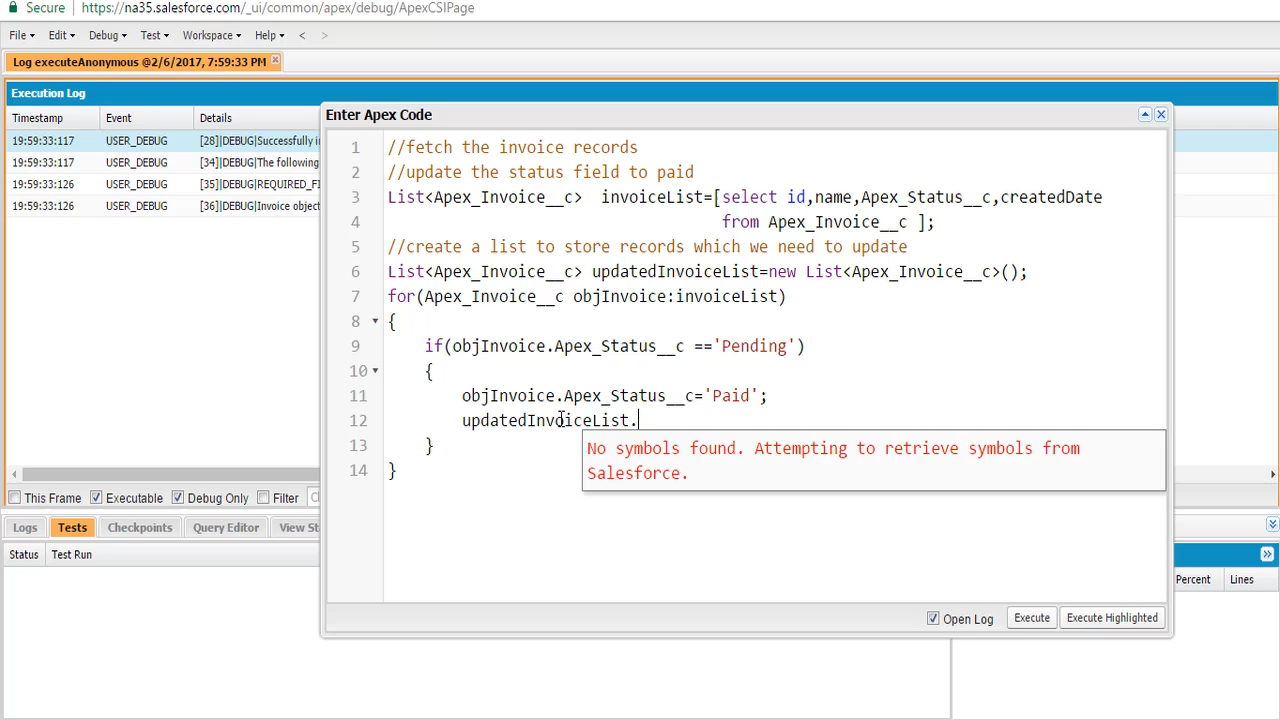 Secure https://na35.salesforce.com/_ui/common/apex/debug/ApexCSIPage
File Edit Debug Test Workspace Help < >
Log executeAnonymous @2/6/2017, 7:59:33 PM
Execution Log
Timestamp Event Details
19:59:33:117 USER_DEBUG [28]|DEBUG|Successfully
19:59:33:117 USER_DEBUG [34]|DEBUG|The following
19:59:33:126 USER_DEBUG [35]|DEBUG|REQUIRED_FI
19:59:33:126 USER_DEBUG [36]|DEBUG|Invoice object
Enter Apex Code
1 //fetch the invoice records
2 //update the status field to paid
3 List<Apex_Invoice__c> invoiceList=[select id,name,Apex_Status__c,createdDate
4 from Apex_Invoice__c ];
5 //create a list to store records which we need to update
6 List<Apex_Invoice__c> updatedInvoiceList=new List<Apex_Invoice__c>();
7 for(Apex_Invoice__c objInvoice:invoiceList)
8 {
9 if(objInvoice.Apex_Status__c =='Pending')
10 {
11 objInvoice.Apex_Status__c='Paid';
12 updatedInvoiceList.
13 }
14 }
No symbols found. Attempting to retrieve symbols from
Salesforce.
Open Log Execute Execute Highlighted
This Frame Executable Debug Only Filter
Logs Tests Checkpoints Query Editor View St
Status Test Run
Percent Lines